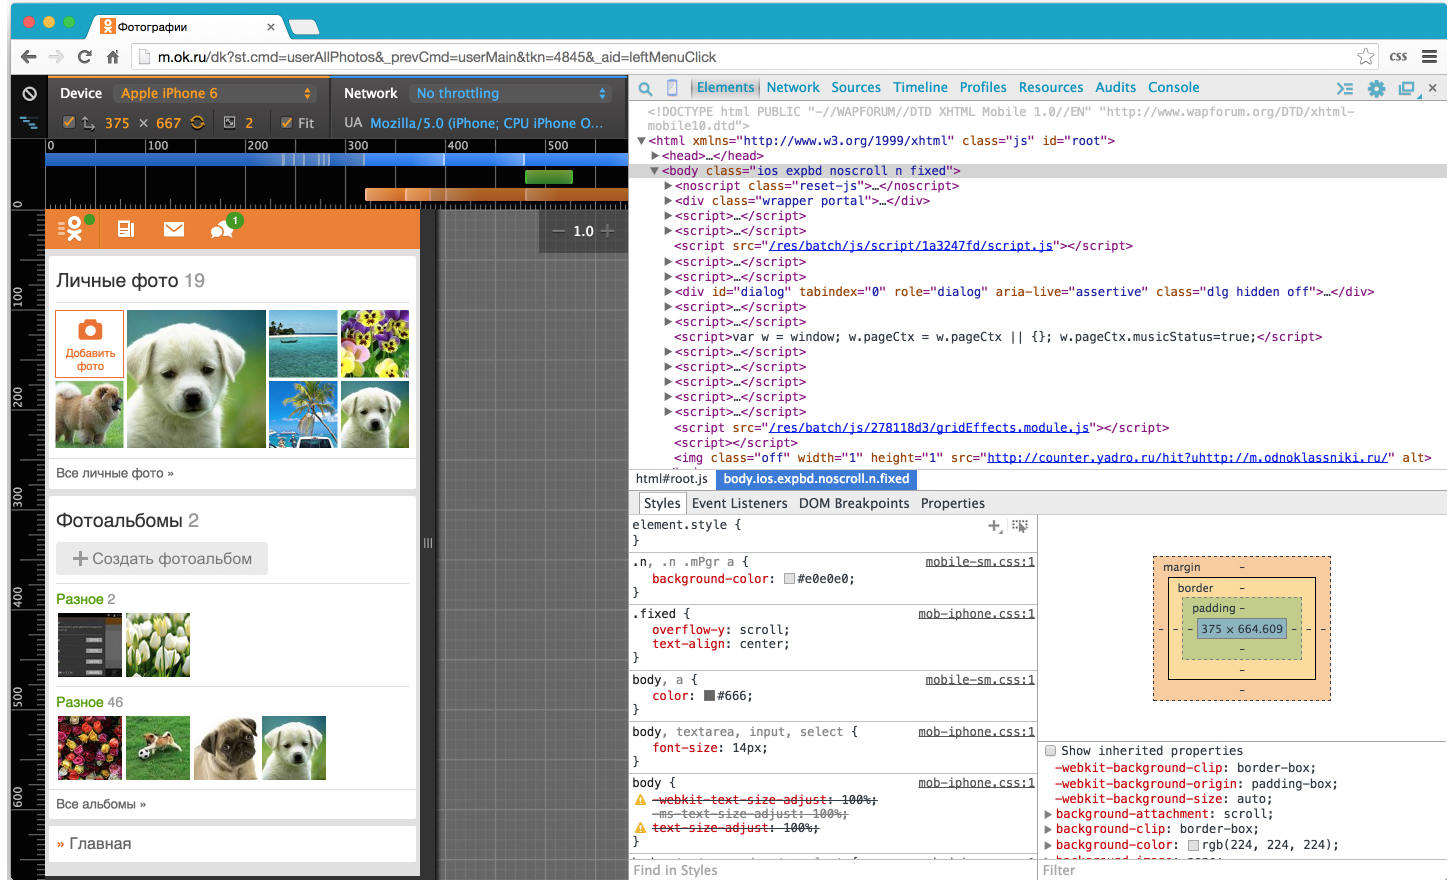 Фотографии ×
m.ok.ru/dk?st.cmd=userAllPhotos&_prevCmd=userMain&tkn=4845&_aid=leftMenuClick
css
Device Apple iPhone 6
Network No throttling
375 × 667 2 Fit
UA Mozilla/5.0 (iPhone; CPU iPhone O...
0 100 200 300 400 500
0
100
200
300
400
500
600
1
1.0
Личные фото 19
Добавить
фото
Все личные фото »
Фотоальбомы 2
Создать фотоальбом
Разное 2
Разное 46
Все альбомы »
» Главная
Elements Network Sources Timeline Profiles Resources Audits Console
<!DOCTYPE html PUBLIC "-//WAPFORUM//DTD XHTML Mobile 1.0//EN" "http://www.wapforum.org/DTD/xhtml-
mobile10.dtd">
▼<html xmlns="http://www.w3.org/1999/xhtml" class="js" id="root">
▶<head>…</head>
▼<body class="ios expbd noscroll n fixed">
▶<noscript class="reset-js">…</noscript>
▶<div class="wrapper portal">…</div>
▶<script>…</script>
▶<script>…</script>
<script src="/res/batch/js/script/1a3247fd/script.js"></script>
▶<script>…</script>
▶<script>…</script>
▶<div id="dialog" tabindex="0" role="dialog" aria-live="assertive" class="dlg hidden off">…</div>
▶<script>…</script>
▶<script>…</script>
<script>var w = window; w.pageCtx = w.pageCtx || {}; w.pageCtx.musicStatus=true;</script>
▶<script>…</script>
▶<script>…</script>
▶<script>…</script>
▶<script>…</script>
▶<script>…</script>
<script src="/res/batch/js/278118d3/gridEffects.module.js"></script>
<script></script>
<img class="off" width="1" height="1" src="http://counter.yadro.ru/hit?uhttp://m.odnoklassniki.ru/" alt>
html#root.js body.ios.expbd.noscroll.n.fixed
Styles Event Listeners DOM Breakpoints Properties
element.style {
}
.n, .n .mPgr a { mobile-sm.css:1
background-color: #e0e0e0;
}
.fixed { mob-iphone.css:1
overflow-y: scroll;
text-align: center;
}
body, a { mobile-sm.css:1
color: #666;
}
body, textarea, input, select { mob-iphone.css:1
font-size: 14px;
}
body { mob-iphone.css:1
-webkit-text-size-adjust: 100%;
-ms-text-size-adjust: 100%;
text-size-adjust: 100%;
}
Find in Styles
margin –
border –
padding –
– – – 375 × 664.609 – – –
–
–
–
Show inherited properties
-webkit-background-clip: border-box;
-webkit-background-origin: padding-box;
-webkit-background-size: auto;
▶background-attachment: scroll;
▶background-clip: border-box;
▶background-color: rgb(224, 224, 224);
▶background-image: none;
Filter